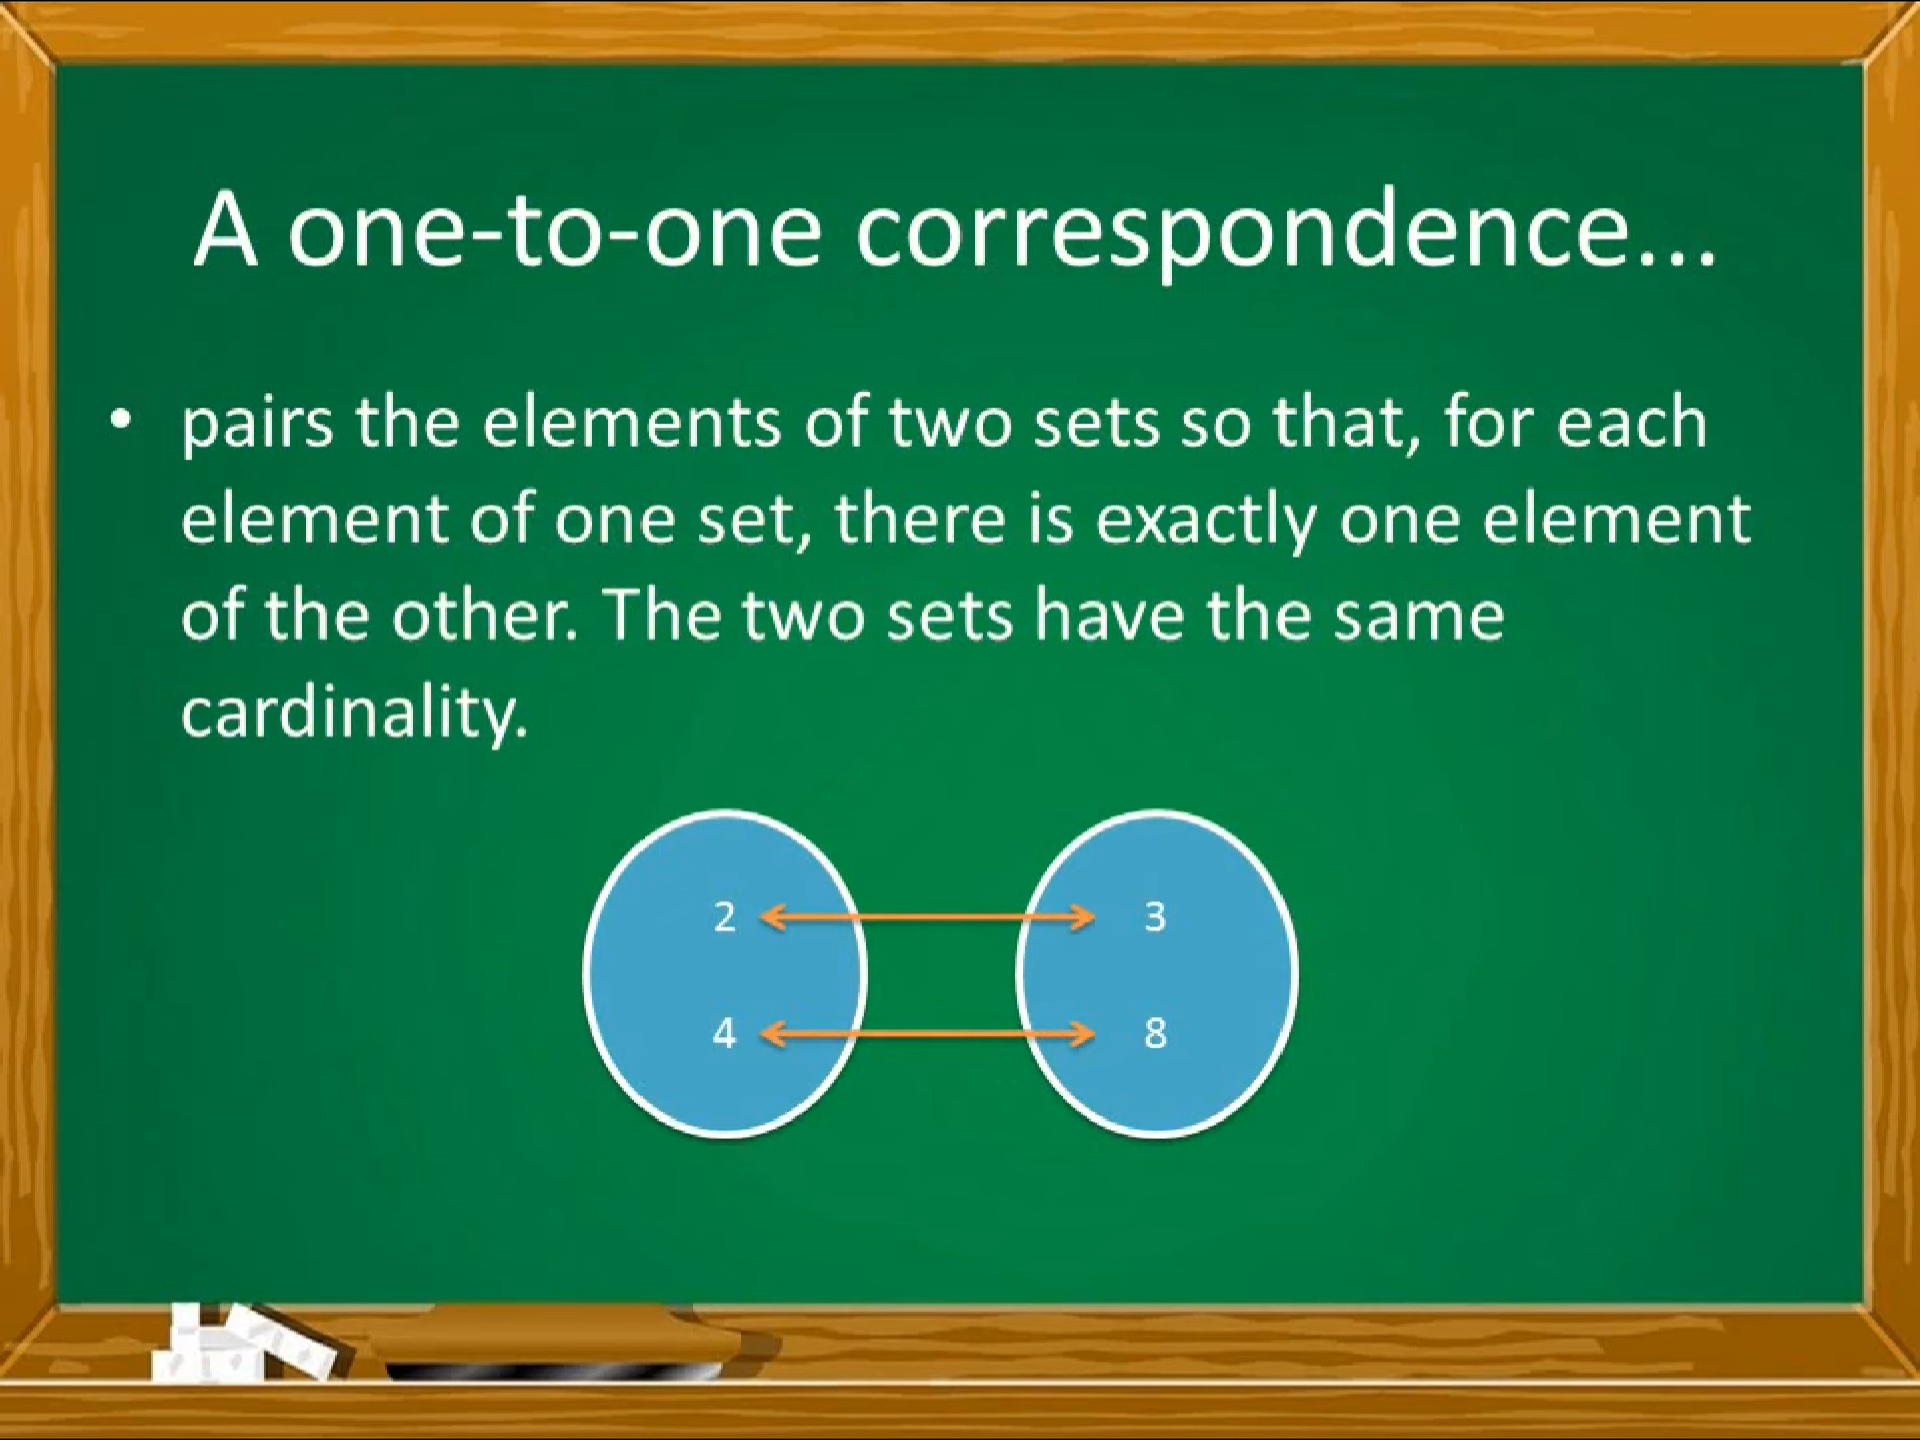 A one-to-one correspondence...
• pairs the elements of two sets so that, for each
element of one set, there is exactly one element
of the other. The two sets have the same
cardinality.
2 3
4 8